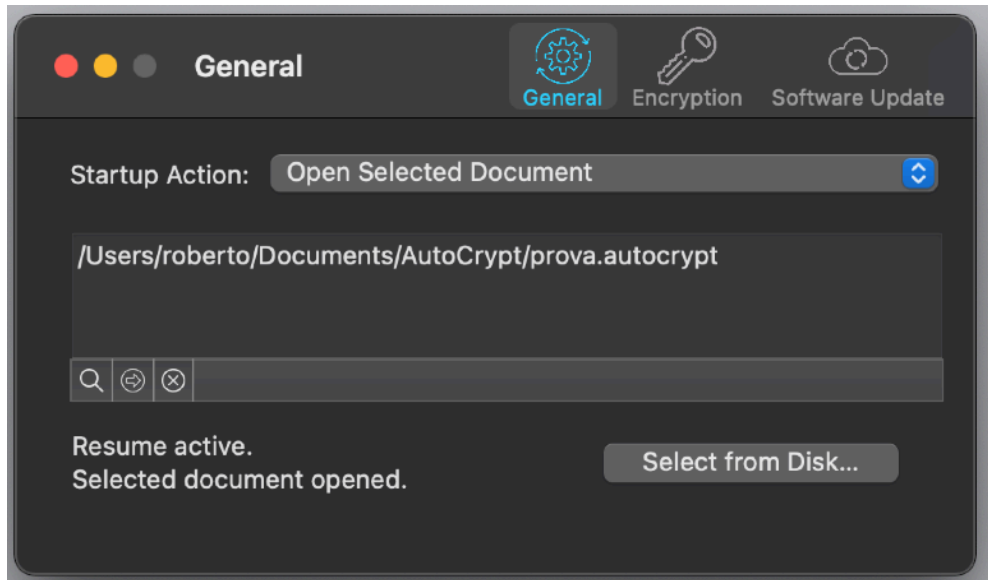 General
General
Encryption
Software Update
Startup Action:
Open Selected Document
/Users/roberto/Documents/AutoCrypt/prova.autocrypt
Resume active.
Selected document opened.
Select from Disk...